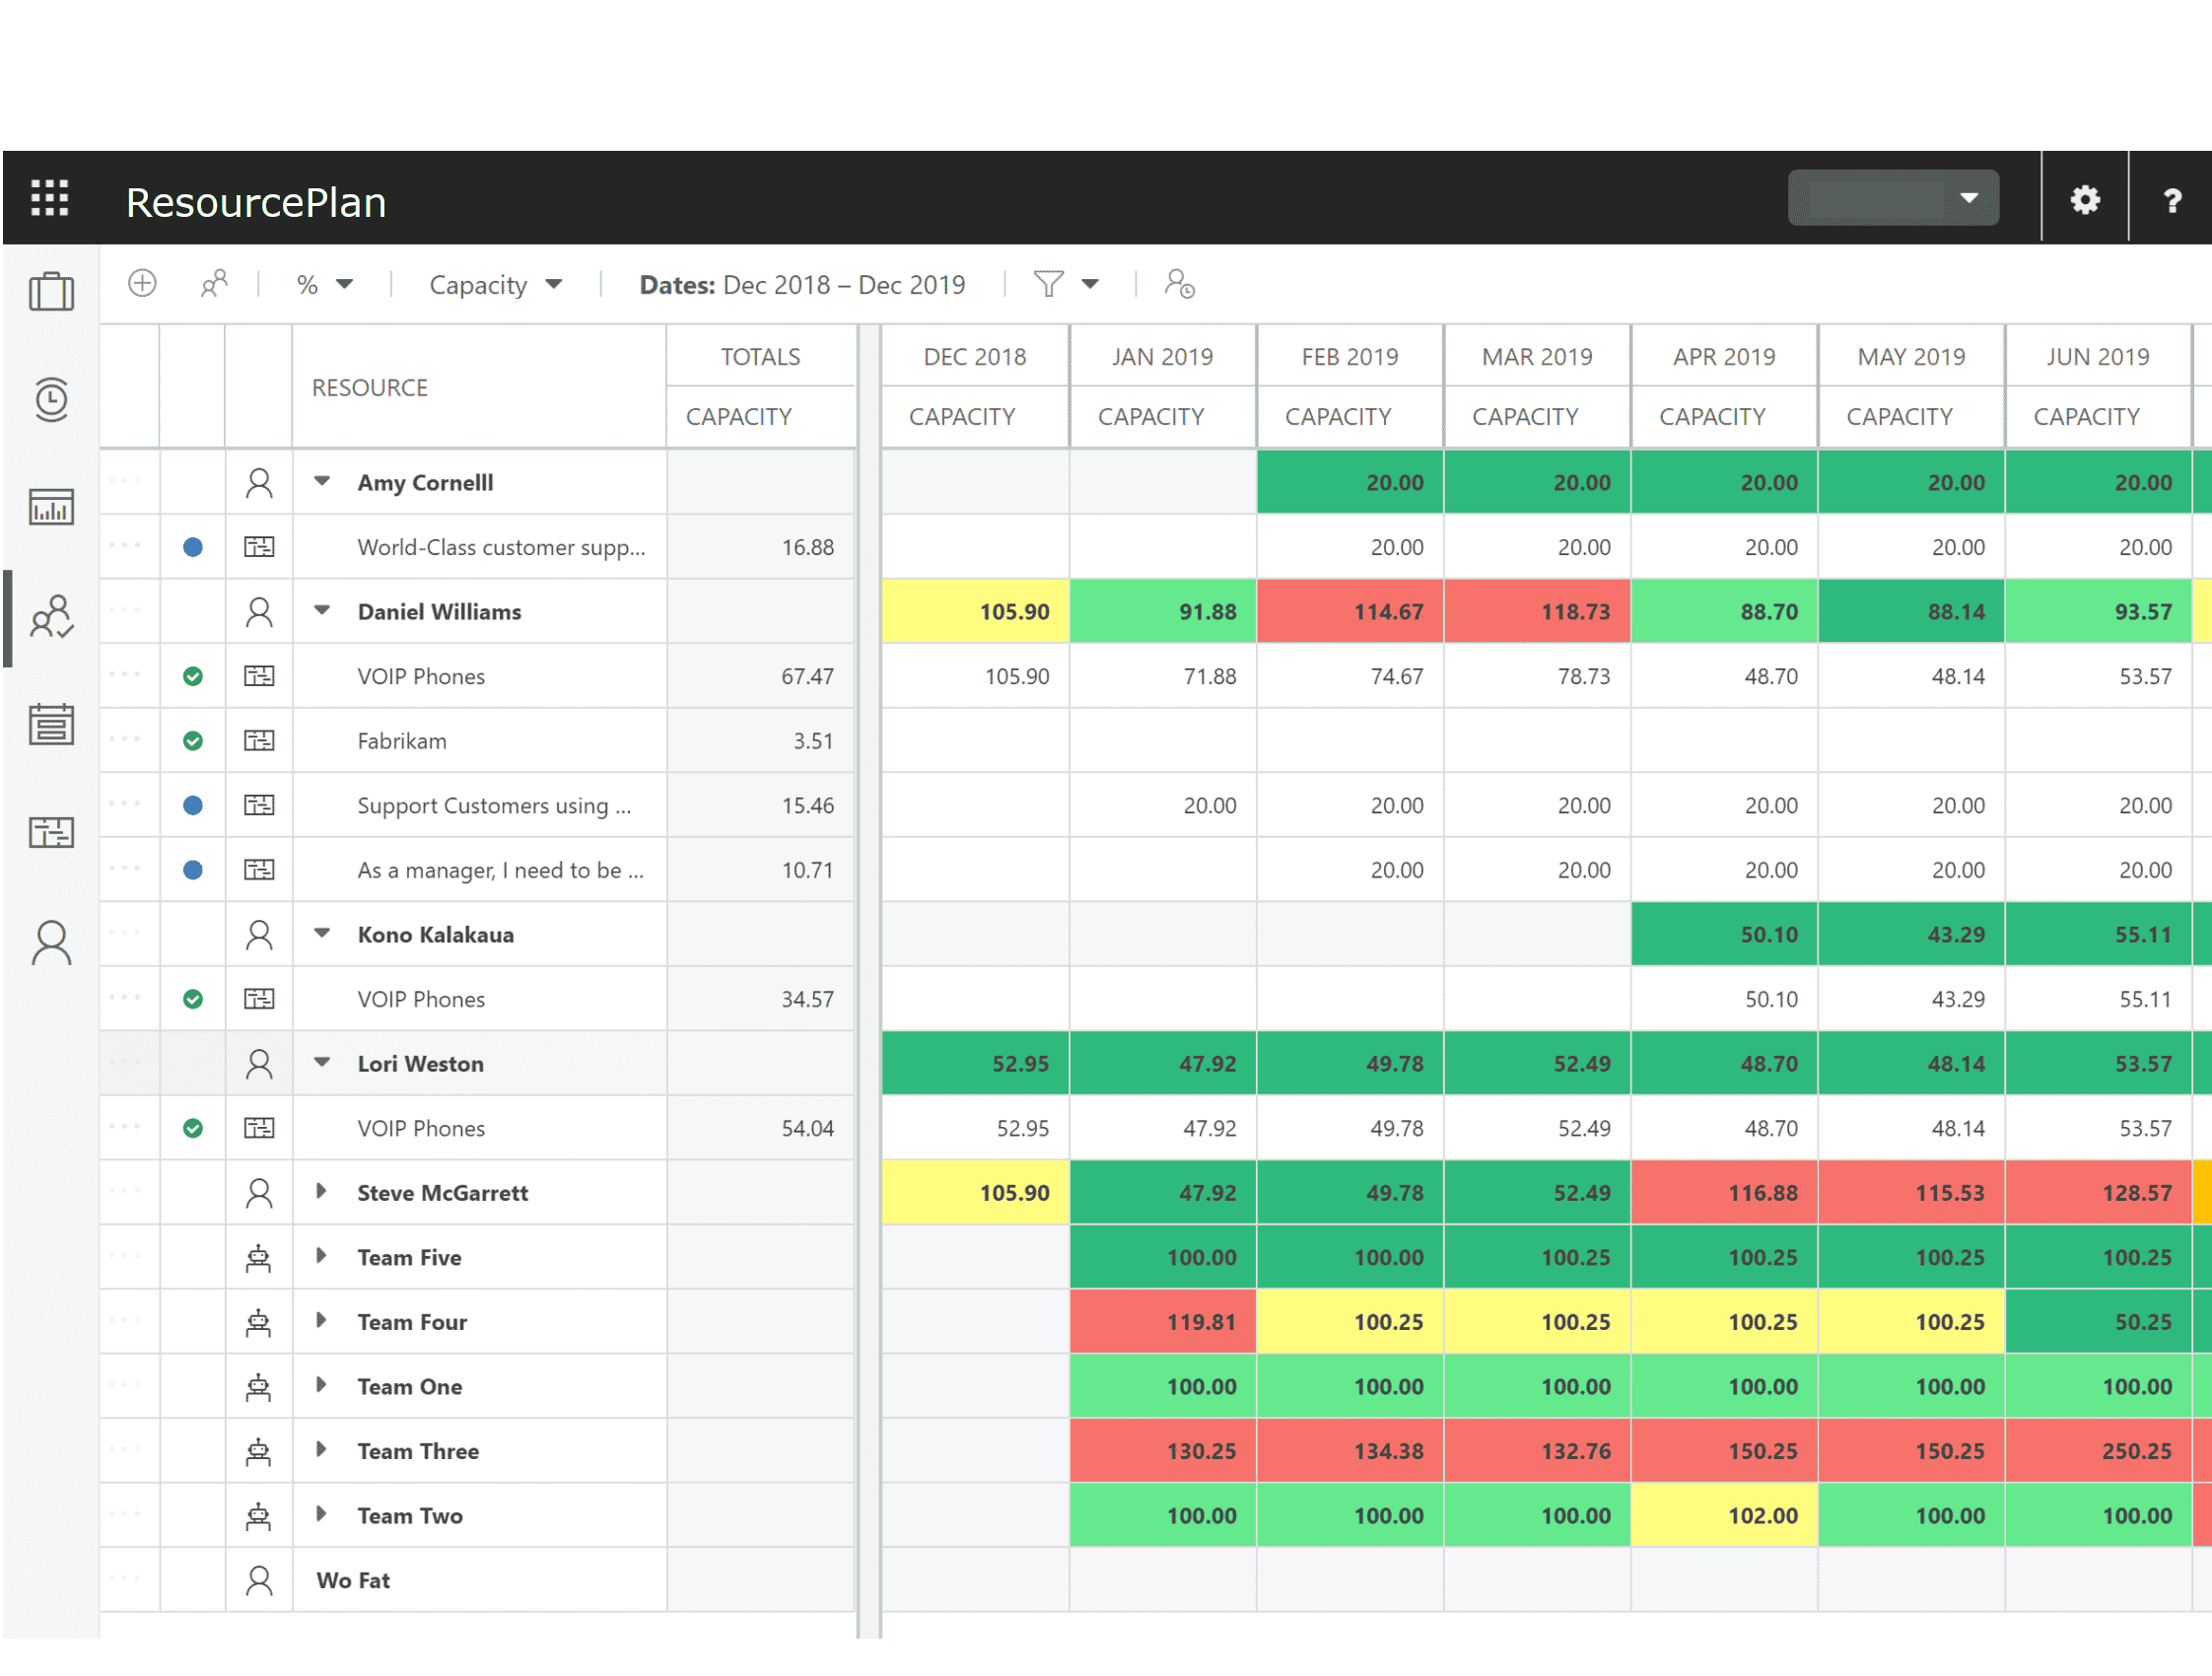 ResourcePlan
?
% Capacity Dates: Dec 2018 – Dec 2019
RESOURCE TOTALS DEC 2018 JAN 2019 FEB 2019 MAR 2019 APR 2019 MAY 2019 JUN 2019
CAPACITY CAPACITY CAPACITY CAPACITY CAPACITY CAPACITY CAPACITY CAPACITY
Amy Cornelll 20.00 20.00 20.00 20.00 20.00
World-Class customer supp... 16.88 20.00 20.00 20.00 20.00 20.00
Daniel Williams 105.90 91.88 114.67 118.73 88.70 88.14 93.57
VOIP Phones 67.47 105.90 71.88 74.67 78.73 48.70 48.14 53.57
Fabrikam 3.51
Support Customers using ... 15.46 20.00 20.00 20.00 20.00 20.00 20.00
As a manager, I need to be ... 10.71 20.00 20.00 20.00 20.00 20.00
Kono Kalakaua 50.10 43.29 55.11
VOIP Phones 34.57 50.10 43.29 55.11
Lori Weston 52.95 47.92 49.78 52.49 48.70 48.14 53.57
VOIP Phones 54.04 52.95 47.92 49.78 52.49 48.70 48.14 53.57
Steve McGarrett 105.90 47.92 49.78 52.49 116.88 115.53 128.57
Team Five 100.00 100.00 100.25 100.25 100.25 100.25
Team Four 119.81 100.25 100.25 100.25 100.25 50.25
Team One 100.00 100.00 100.00 100.00 100.00 100.00
Team Three 130.25 134.38 132.76 150.25 150.25 250.25
Team Two 100.00 100.00 100.00 102.00 100.00 100.00
Wo Fat